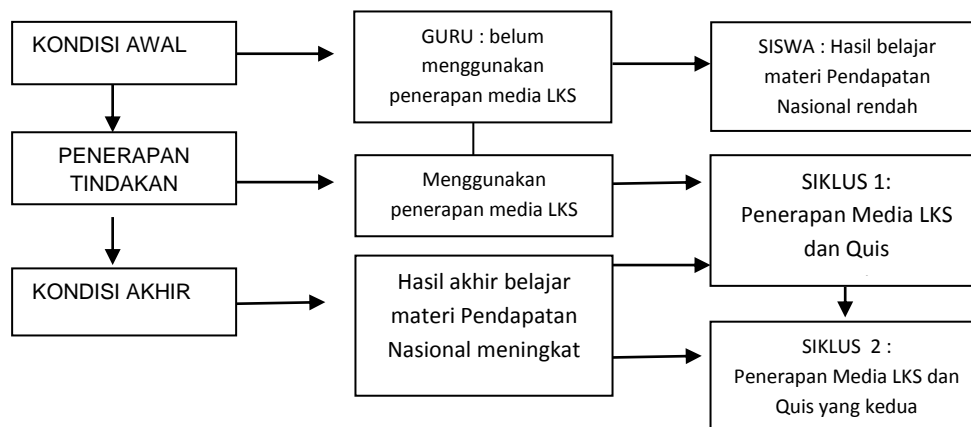 KONDISI AWAL
GURU : belum
menggunakan
penerapan media LKS
SISWA : Hasil belajar
materi Pendapatan
Nasional rendah
PENERAPAN
TINDAKAN
Menggunakan
penerapan media LKS
SIKLUS 1:
Penerapan Media LKS
dan Quis
KONDISI AKHIR
Hasil akhir belajar
materi Pendapatan
Nasional meningkat
SIKLUS 2 :
Penerapan Media LKS dan
Quis yang kedua